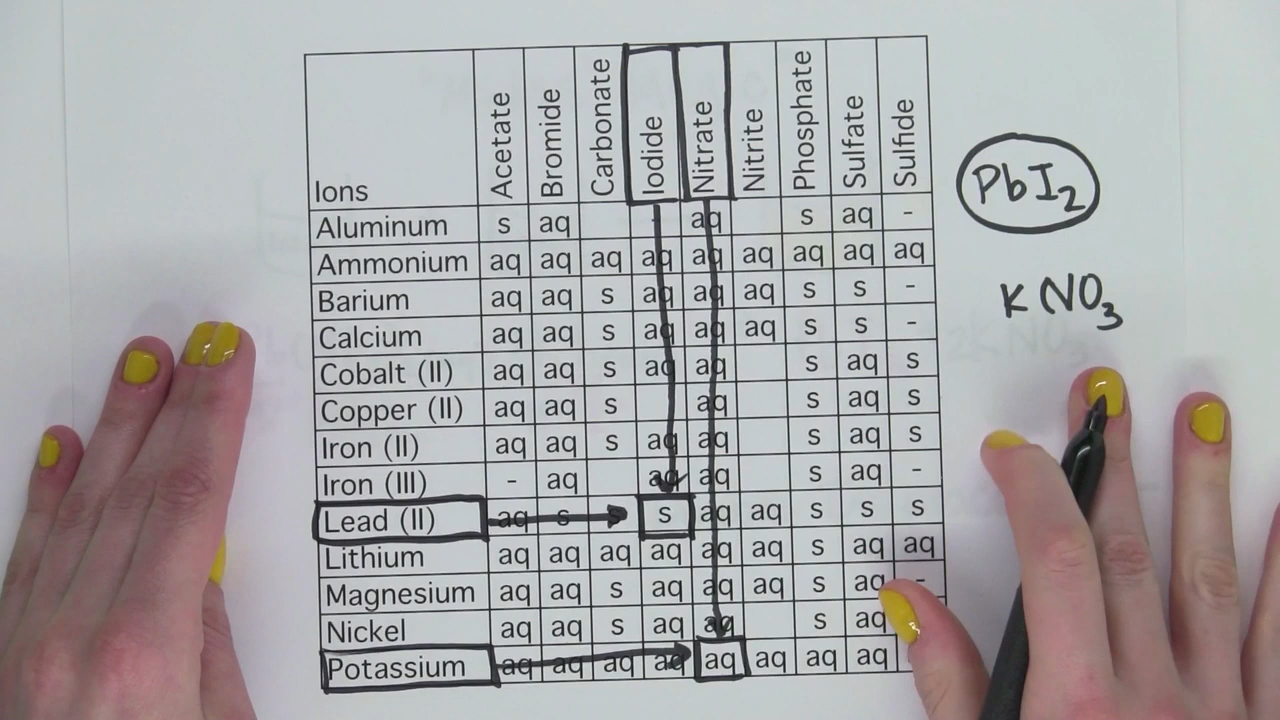 Ions Acetate Bromide Carbonate Iodide Nitrate Nitrite Phosphate Sulfate Sulfide
Aluminum s aq - aq s aq -
Ammonium aq aq aq aq aq aq aq aq aq
Barium aq aq s aq aq aq s s -
Calcium aq aq s aq aq aq s s -
Cobalt (II) aq aq s aq aq s aq s
Copper (II) aq aq s aq s aq s
Iron (II) aq aq s aq aq s aq s
Iron (III) - aq aq aq s aq -
Lead (II) aq s s aq aq s s s
Lithium aq aq aq aq aq aq s aq aq
Magnesium aq aq s aq aq aq s aq -
Nickel aq aq s aq aq s aq
Potassium aq aq aq aq aq aq aq aq
PbI2
KNO3